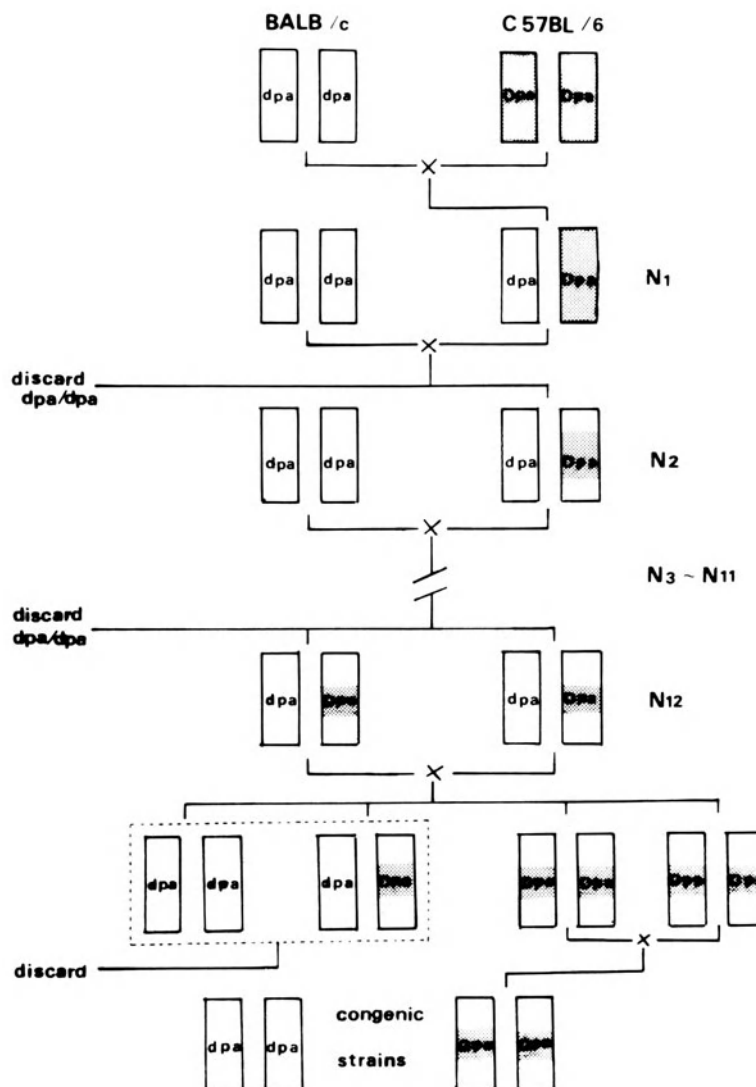 BALB /c C57BL /6
dpa dpa Dpa Dpa
×
dpa dpa dpa Dpa N1
×
discard
dpa/dpa
dpa dpa dpa Dpa N2
×
N3 ~ N11
discard
dpa/dpa
dpa Dpa dpa Dpa N12
×
dpa dpa dpa Dpa Dpa Dpa Dpa Dp
×
discard
congenic
dpa dpa Dpa Dpa
strains